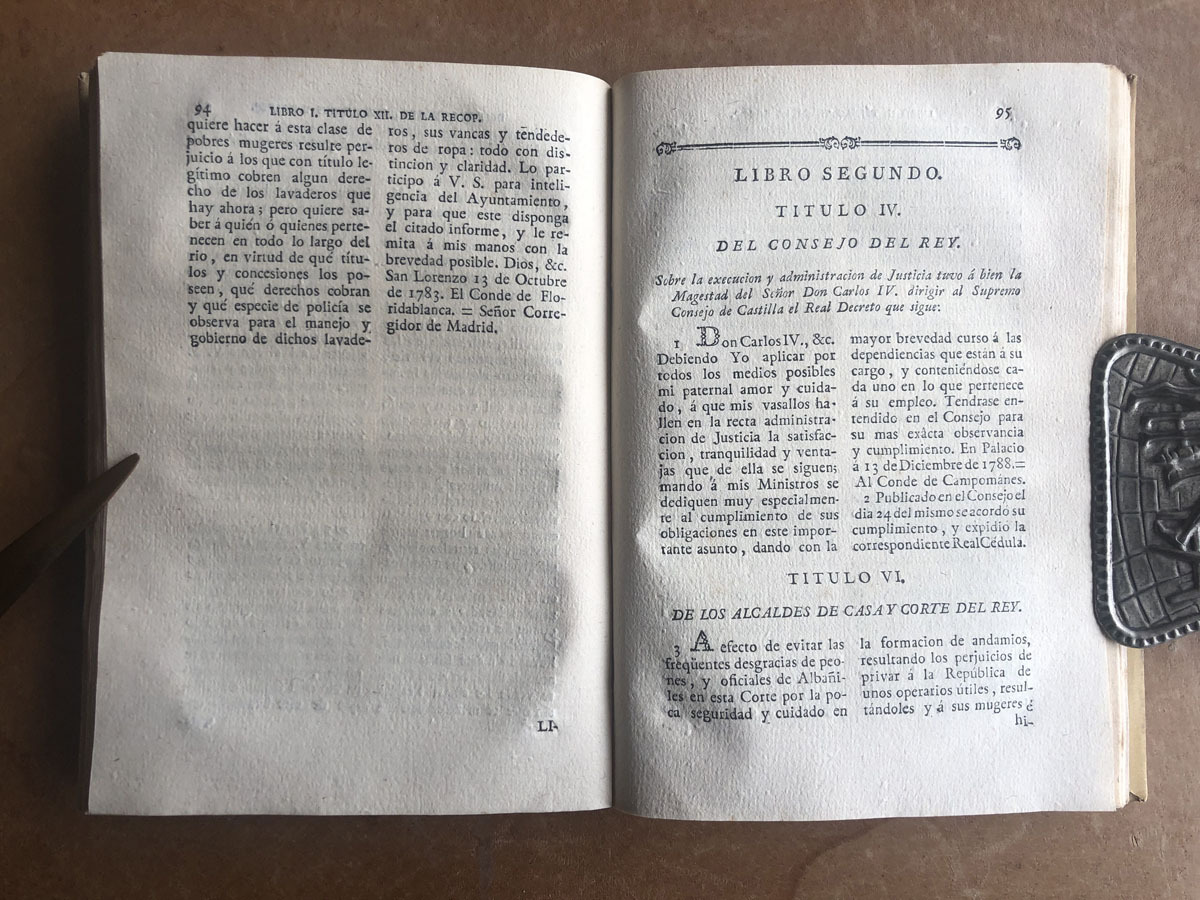 94 LIBRO I. TITULO XII. DE LA RECOP.
quiere hacer á esta clase de
pobres mugeres resulte per-
juicio á los que con título le-
gítimo cobren algun dere-
cho de los lavaderos que
hay ahora; pero quiere sa-
ber á quién ó quienes perte-
necen en todo lo largo del
rio, en virtud de qué títu-
los y concesiones los po-
seen, qué derechos cobran
y qué especie de policía se
observa para el manejo y
gobierno de dichos lavade-
ros, sus vancas y tendede-
ros de ropa: todo con dis-
tincion y claridad. Lo par-
ticipo á V. S. para inteli-
gencia del Ayuntamiento,
y para que este disponga
el citado informe, y le re-
mita á mis manos con la
brevedad posible. Dios, &c.
San Lorenzo 13 de Octubre
de 1783. El Conde de Flo-
ridablanca. = Señor Corre-
gidor de Madrid.
LI-
95
LIBRO SEGUNDO.
TITULO IV.
DEL CONSEJO DEL REY.
Sobre la execucion y administracion de Justicia tuvo á bien la
Magestad del Señor Don Carlos IV. dirigir al Supremo
Consejo de Castilla el Real Decreto que sigue:
1 Don Carlos IV., &c.
Debiendo Yo aplicar por
todos los medios posibles
mi paternal amor y cuida-
do, á que mis vasallos ha-
llen en la recta administra-
cion de Justicia la satisfac-
cion, tranquilidad y venta-
jas que de ella se siguen;
mando á mis Ministros se
dediquen muy especialmen-
te al cumplimiento de sus
obligaciones en este impor-
tante asunto, dando con la
mayor brevedad curso á las
dependiencias que están á su
cargo, y conteniéndose ca-
da uno en lo que pertenece
á su empleo. Tendrase en-
tendido en el Consejo para
su mas exâcta observancia
y cumplimiento. En Palacio
á 13 de Diciembre de 1788.=
Al Conde de Campománes.
2 Publicado en el Consejo el
dia 24 del mismo se acordo su
cumplimiento, y expidio la
correspondiente Real Cédula.
TITULO VI.
DE LOS ALCALDES DE CASA Y CORTE DEL REY.
3 A efecto de evitar las
freqüentes desgracias de peo-
nes, y oficiales de Albañi-
les en esta Corte por la po-
ca seguridad y cuidado en
la formacion de andamios,
resultando los perjuicios de
privar á la República de
unos operarios útiles, resul-
tándoles y á sus mugeres é
hi-